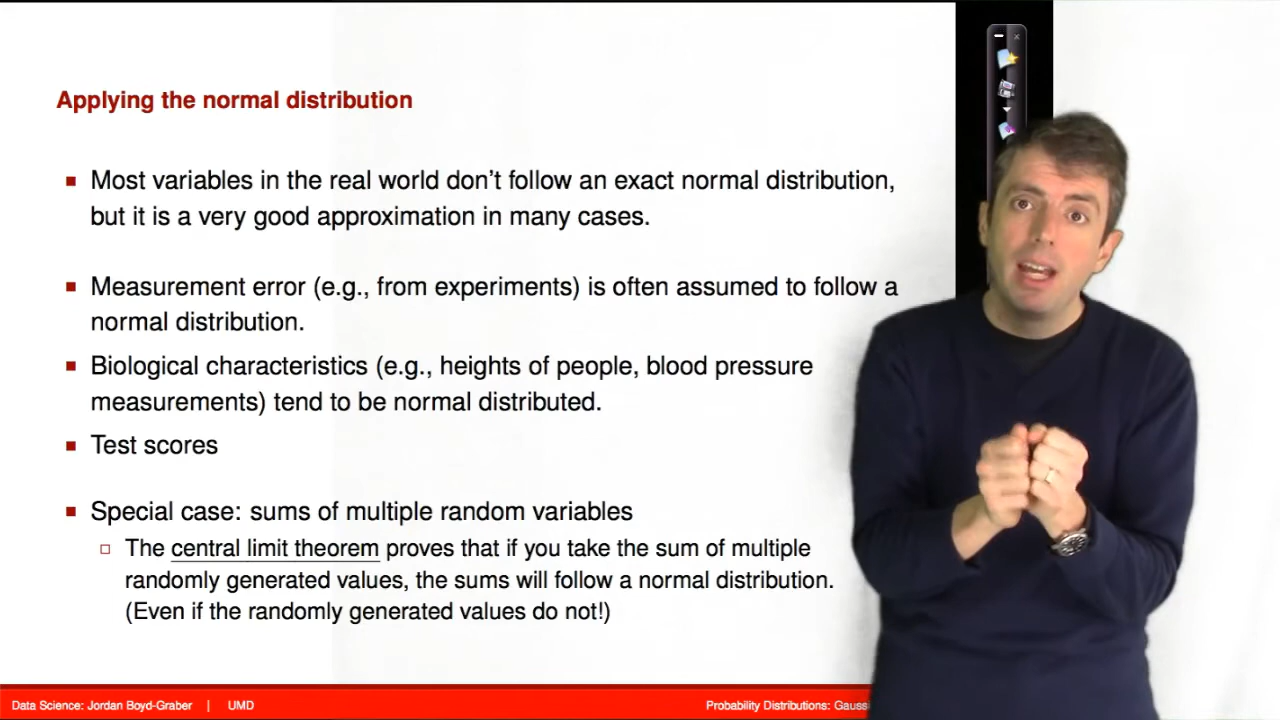 Applying the normal distribution
Most variables in the real world don't follow an exact normal distribution,
but it is a very good approximation in many cases.
Measurement error (e.g., from experiments) is often assumed to follow a
normal distribution.
Biological characteristics (e.g., heights of people, blood pressure
measurements) tend to be normal distributed.
Test scores
Special case: sums of multiple random variables
The central limit theorem proves that if you take the sum of multiple
randomly generated values, the sums will follow a normal distribution.
(Even if the randomly generated values do not!)
Data Science: Jordan Boyd-Graber | UMD
Probability Distributions: